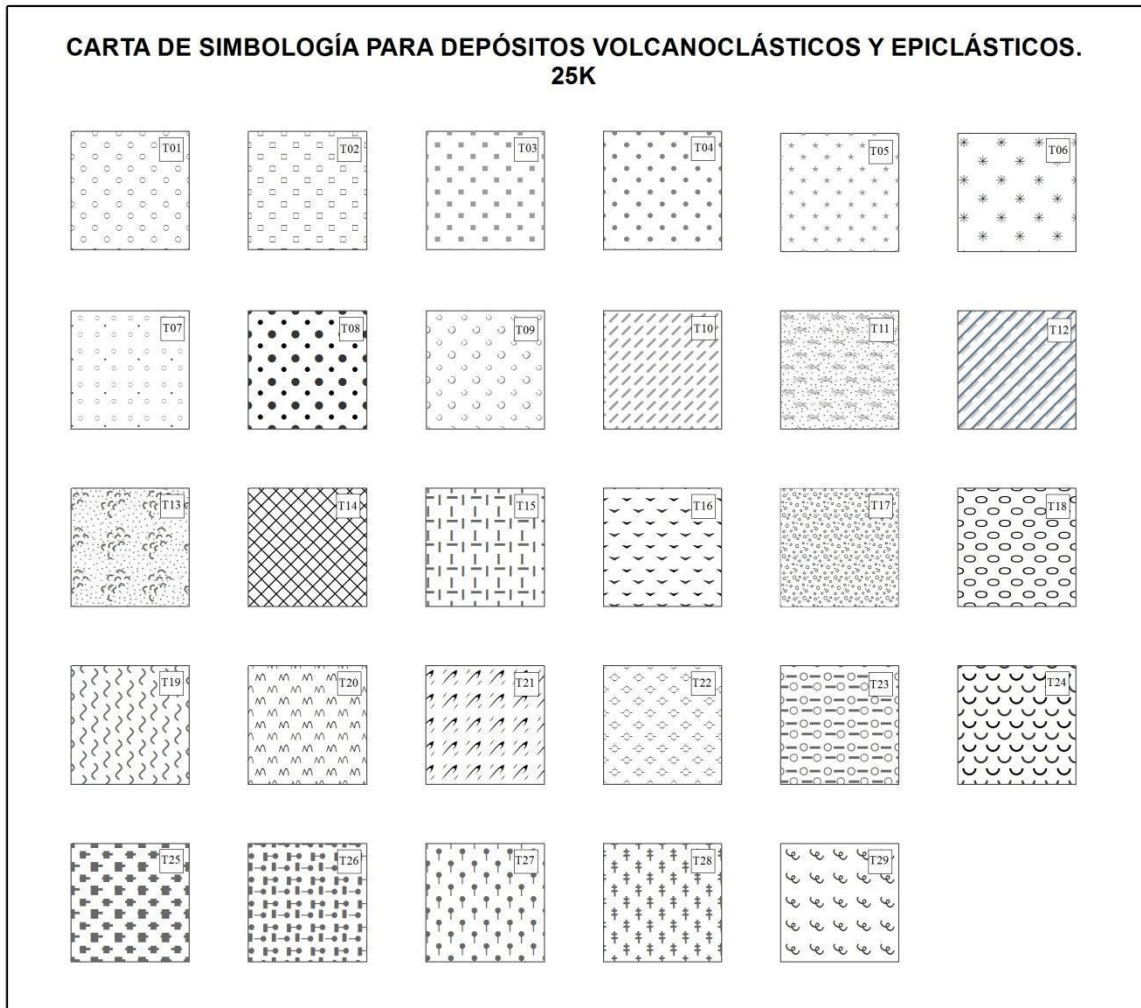 CARTA DE SIMBOLOGÍA PARA DEPÓSITOS VOLCANOCLÁSTICOS Y EPICLÁSTICOS.
25K
T01 T02 T03 T04 T05 T06
T07 T08 T09 T10 T11 T12
T13 T14 T15 T16 T17 T18
T19 T20 T21 T22 T23 T24
T25 T26 T27 T28 T29